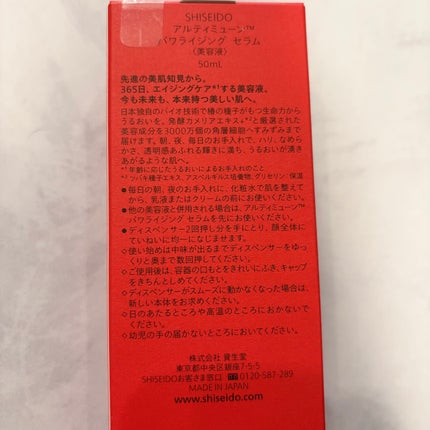 SHISEIDO
アルティミューン™
パワライジング セラム
〈美容液〉
50mL
先進の美肌知見から。
365日、エイジングケア*¹する美容液。
今も未来も、本来持つ美しい肌へ。
日本独自のバイオ技術で椿の種子がもつ生命力から
うるおいを。発酵カメリアエキス+*²と厳選された
美容成分を3000万個の角層細胞へすみずみまで
届けます。朝、夜、毎日のお手入れで、ハリ、なめら
かさ、透明感あふれる輝きに満ち、うるおいが湧き
あがるような肌へ。
*¹年齢に応じたうるおいによるお手入れのこと
*²ツバキ種子エキス、アスペルギルス培養物、グリセリン:保湿
●毎日の朝、夜のお手入れに、化粧水で肌を整えて
から、乳液またはクリームの前にお使いください。
●他の美容液と併用される場合は、アルティミューン™
パワライジング セラムを先にお使いください。
●ディスペンサー2回押し分を手にとり、顔全体に
ていねいに均一になじませます。
◇使い始めは中味が出るまでディスペンサーをゆっ
くりと奥まで数回押してください。
◇ご使用後は、容器の口もとをきれいにふき、キャップ
をきちんとしめてください。
◇ディスペンサーがスムーズに動かなくなった場合は、
新しい本体をお求めください。
◇日のあたるところや高温のところにおかないで
ください。
◇幼児の手の届かないところにおいてください。
株式会社 資生堂
東京都中央区銀座7-5-5
SHISEIDOお客さま窓口 0120-587-289
MADE IN JAPAN
www.shiseido.com